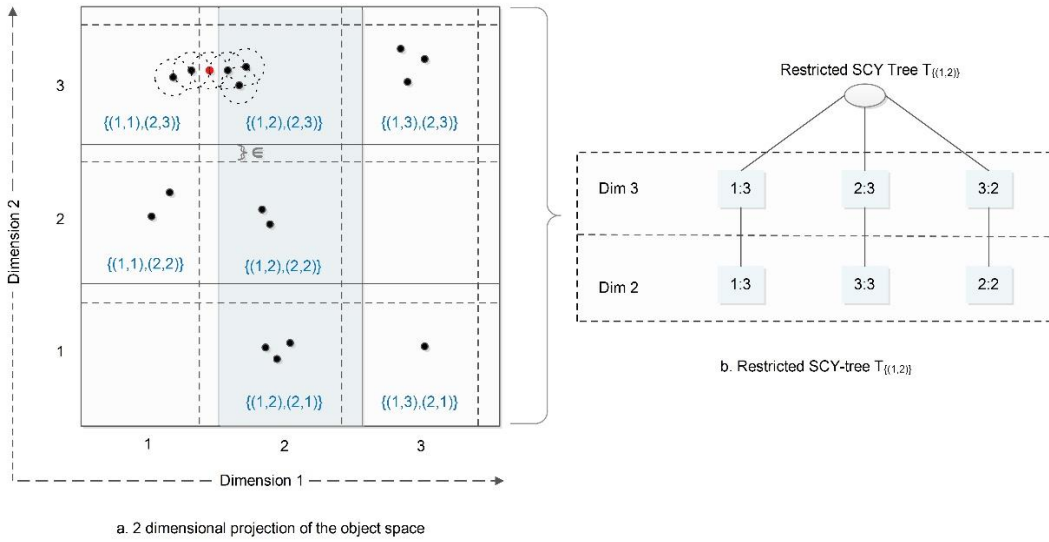 Dimension 2
3
{(1,1),(2,3)}
{(1,2),(2,3)}
{(1,3),(2,3)}
} ∈
2
{(1,1),(2,2)}
{(1,2),(2,2)}
1
{(1,2),(2,1)}
{(1,3),(2,1)}
1 2 3
Dimension 1
a. 2 dimensional projection of the object space
Restricted SCY Tree T{(1,2)}
Dim 3 1:3 2:3 3:2
Dim 2 1:3 3:3 2:2
b. Restricted SCY-tree T{(1,2)}